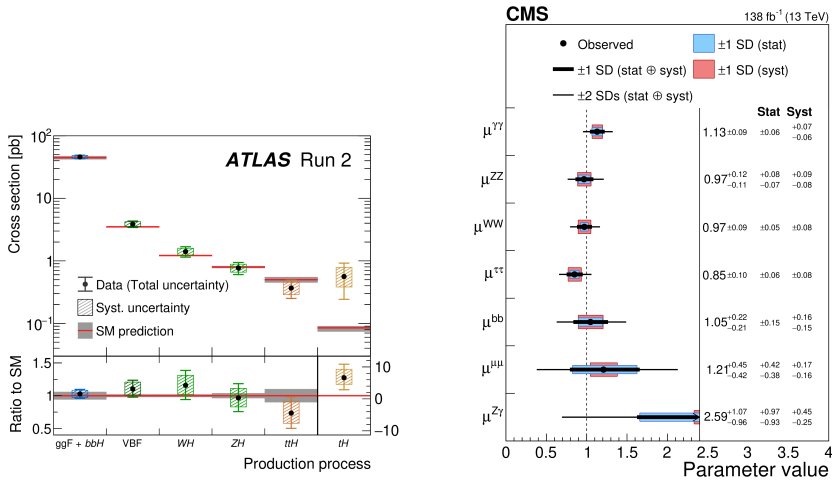 CMS
138 fb⁻¹ (13 TeV)
Observed
±1 SD (stat)
±1 SD (stat ⊕ syst)
±1 SD (syst)
±2 SDs (stat ⊕ syst)
Stat Syst
μ^γγ 1.13 ±0.09 ±0.06 +0.07 −0.06
μ^ZZ 0.97 +0.12 −0.11 +0.08 −0.07 +0.09 −0.08
μ^WW 0.97 ±0.09 ±0.05 ±0.08
μ^ττ 0.85 ±0.10 ±0.06 ±0.08
μ^bb 1.05 +0.22 −0.21 ±0.15 +0.16 −0.15
μ^μμ 1.21 +0.45 −0.42 +0.42 −0.38 +0.17 −0.16
μ^Zγ 2.59 +1.07 −0.96 +0.97 −0.93 +0.45 −0.25
0 0.5 1 1.5 2 2.5 3 3.5 4
Parameter value
Cross section [pb]
10²
10
1
10⁻¹
ATLAS Run 2
Data (Total uncertainty)
Syst. uncertainty
SM prediction
Ratio to SM
1.5
1
0.5
10
0
−10
ggF + bbH VBF WH ZH ttH tH
Production process